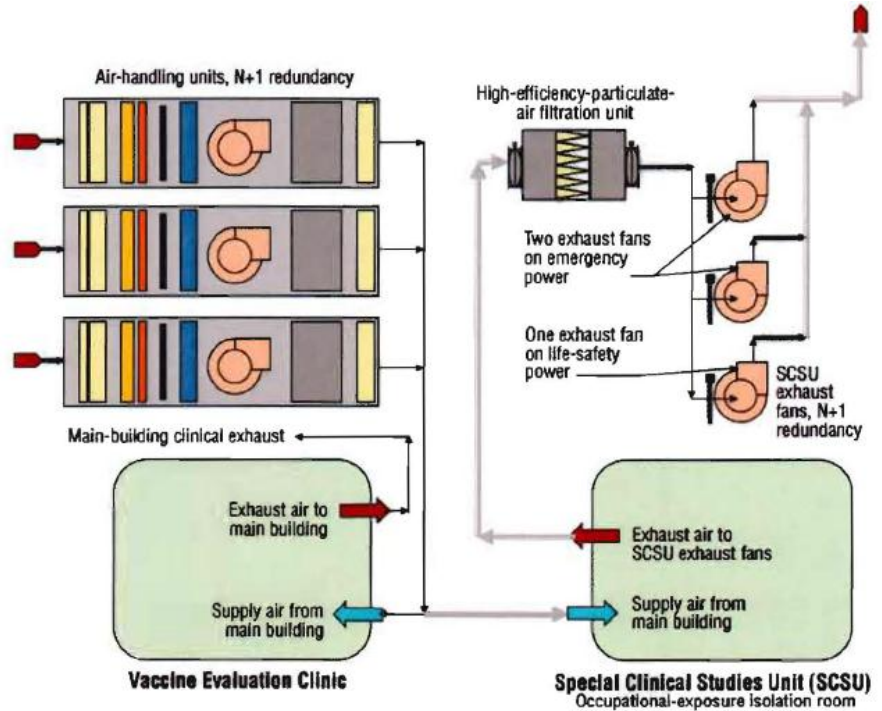 Air-handling units, N+1 redundancy
High-efficiency-particulate-
air filtration unit
Two exhaust fans
on emergency
power
One exhaust fan
on life-safety
power
SCSU
exhaust
fans, N+1
redundancy
Main-building clinical exhaust
Exhaust air to
main building
Supply air from
main building
Vaccine Evaluation Clinic
Exhaust air to
SCSU exhaust fans
Supply air from
main building
Special Clinical Studies Unit (SCSU)
Occupational-exposure isolation room